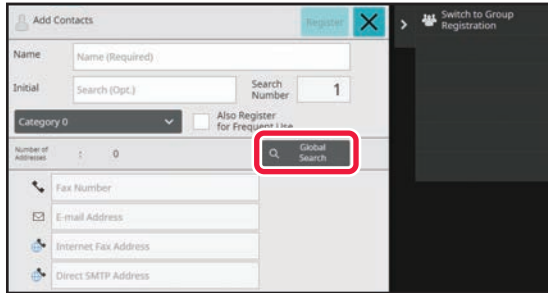 Add Contacts
Register
Switch to Group
Registration
Name
Name (Required)
Initial
Search (Opt.)
Search
Number
1
Category 0
Also Register
for Frequent Use
Number of
Addresses
:
0
Global
Search
Fax Number
E-mail Address
Internet Fax Address
Direct SMTP Address